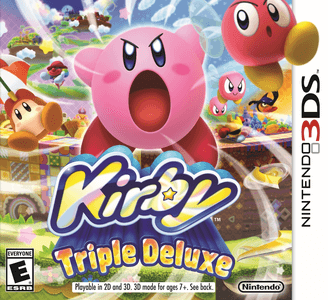 NINTENDO 3DS
Kirby™
Triple Deluxe
Playable in 2D and 3D. 3D mode for ages 7+. See back.
EVERYONE
E
ESRB
Nintendo